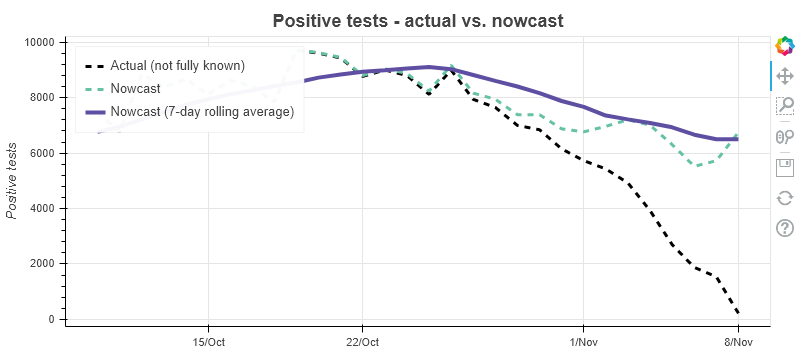 Positive tests - actual vs. nowcast
10000
8000
6000
4000
2000
0
Positive tests
Actual (not fully known)
Nowcast
Nowcast (7-day rolling average)
15/Oct
22/Oct
1/Nov
8/Nov